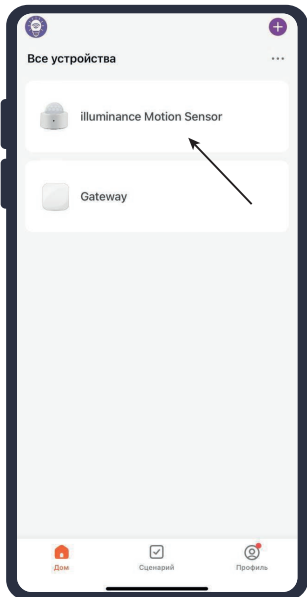 Все устройства
illuminance Motion Sensor
Gateway
Дом
Сценарий
Профиль